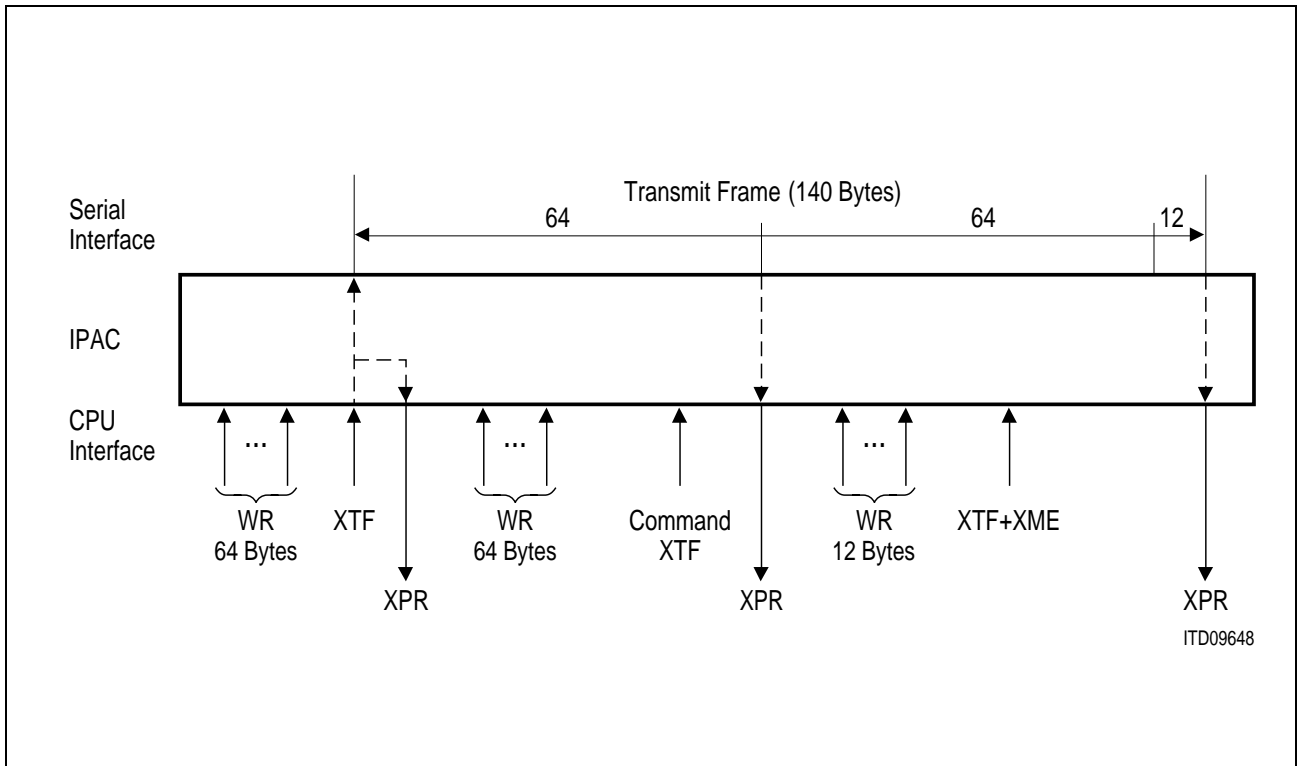 Transmit Frame (140 Bytes)
Serial
Interface
64
64
12
IPAC
CPU
Interface
...
...
...
WR
64 Bytes
XTF
WR
64 Bytes
Command
XTF
WR
12 Bytes
XTF+XME
XPR
XPR
XPR
ITD09648